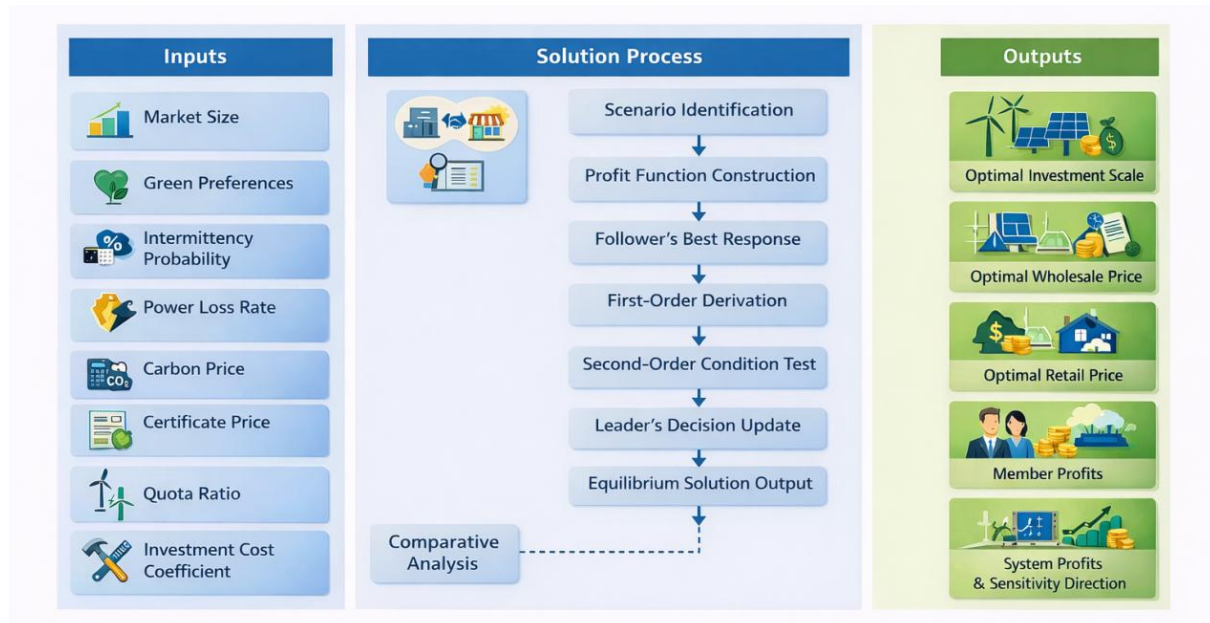 Inputs
Market Size
Green Preferences
%
Intermittency
Probability
Power Loss Rate
CO₂
Carbon Price
Certificate Price
Quota Ratio
Investment Cost
Coefficient
Solution Process
Scenario Identification
Profit Function Construction
Follower's Best Response
First-Order Derivation
Second-Order Condition Test
Leader's Decision Update
Equilibrium Solution Output
Comparative
Analysis
Outputs
$
Optimal Investment Scale
Optimal Wholesale Price
$
Optimal Retail Price
Member Profits
System Profits
& Sensitivity Direction